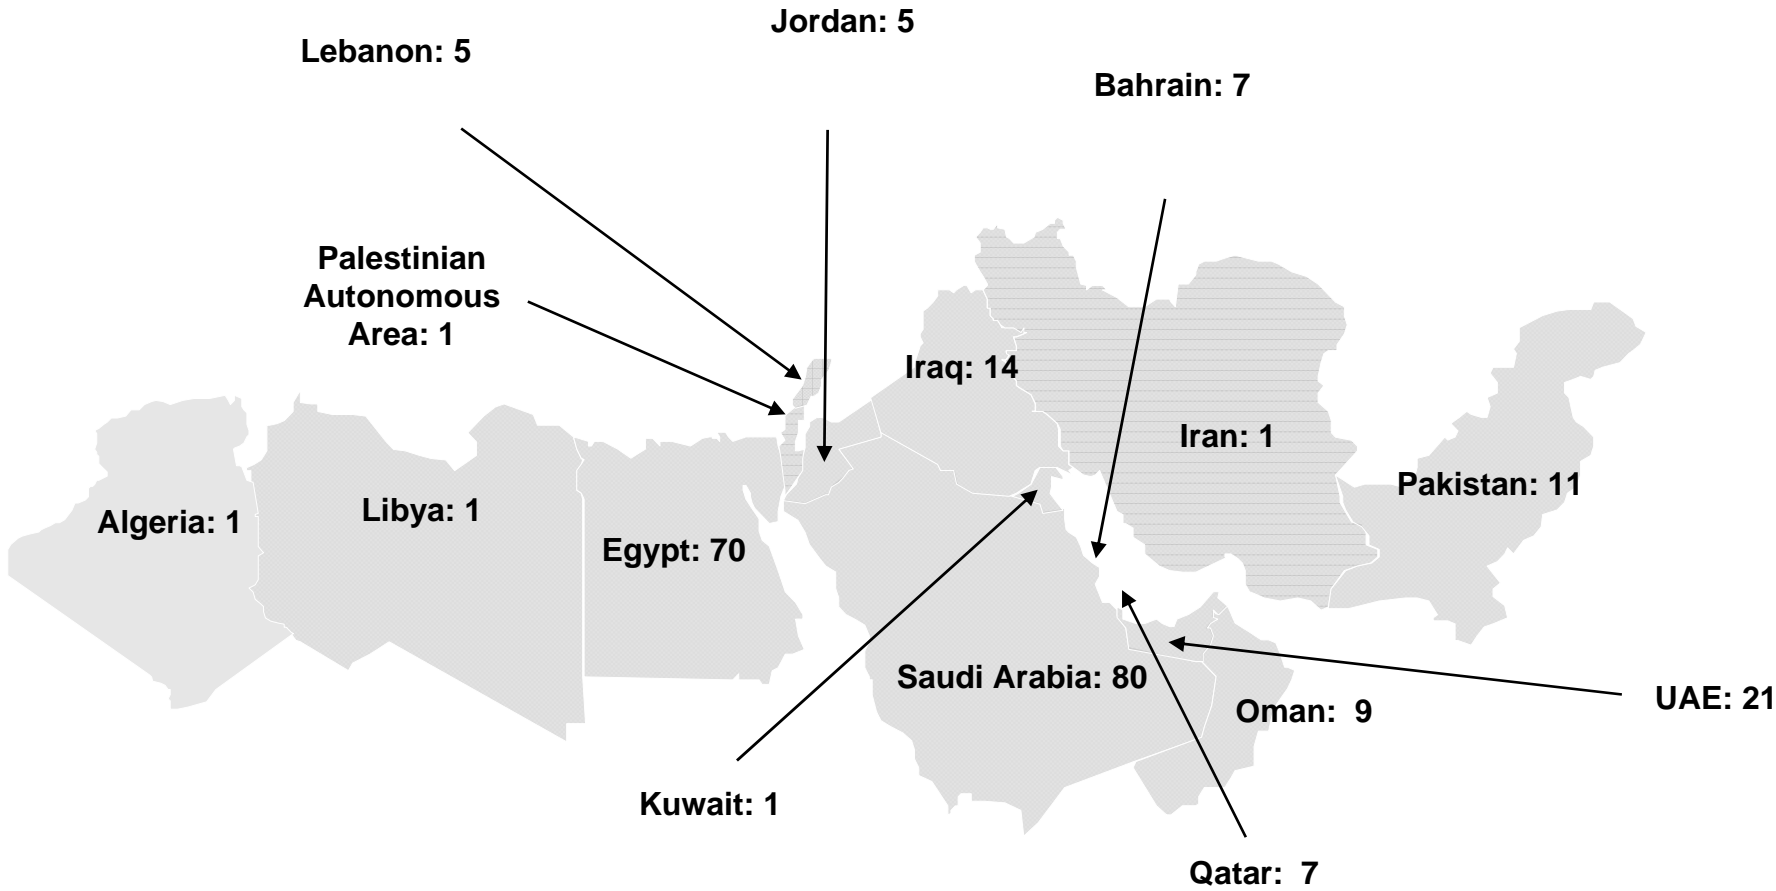 Jordan: 5
Lebanon: 5
Bahrain: 7
Palestinian
Autonomous
Area: 1
Iraq: 14
Iran: 1
Pakistan: 11
Algeria: 1
Libya: 1
Egypt: 70
Saudi Arabia: 80
UAE: 21
Oman:  9
Kuwait: 1
Qatar:  7